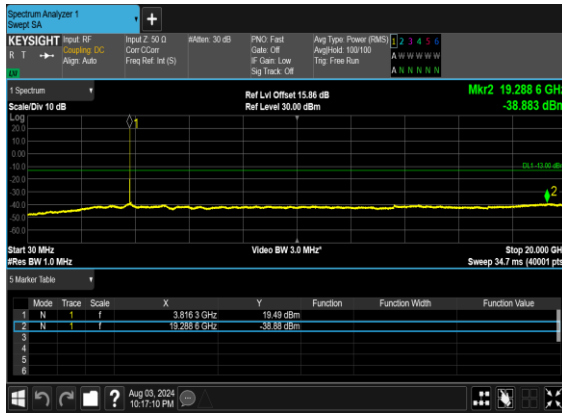 Spectrum Analyzer 1
Swept SA
+
KEYSIGHT Input: RF Input Z: 50 Ω #Atten: 30 dB PNO: Fast Avg Type: Power (RMS) 1 2 3 4 5 6
R T Coupling: DC Corr CCorr Gate: Off Avg|Hold: 100/100 A W W W W W
Align: Auto Freq Ref: Int (S) IF Gain: Low Trig: Free Run
LXI Sig Track: Off A N N N N N
1 Spectrum Ref Lvl Offset 15.86 dB Mkr2 19.288 6 GHz
Scale/Div 10 dB Ref Level 30.00 dBm -38.883 dBm
Log
20.0
10.0
0.00
-10.0
-20.0
-30.0
-40.0
-50.0
-60.0
1
DL1 -13.00 dBm
2
Start 30 MHz Video BW 3.0 MHz* Stop 20.000 GHz
#Res BW 1.0 MHz Sweep 34.7 ms (40001 pts)
5 Marker Table
Mode Trace Scale X Y Function Function Width Function Value
1 N 1 f 3.816 3 GHz 19.49 dBm
2 N 1 f 19.288 6 GHz -38.88 dBm
3
4
5
6
? Aug 03, 2024
10:17:10 PM